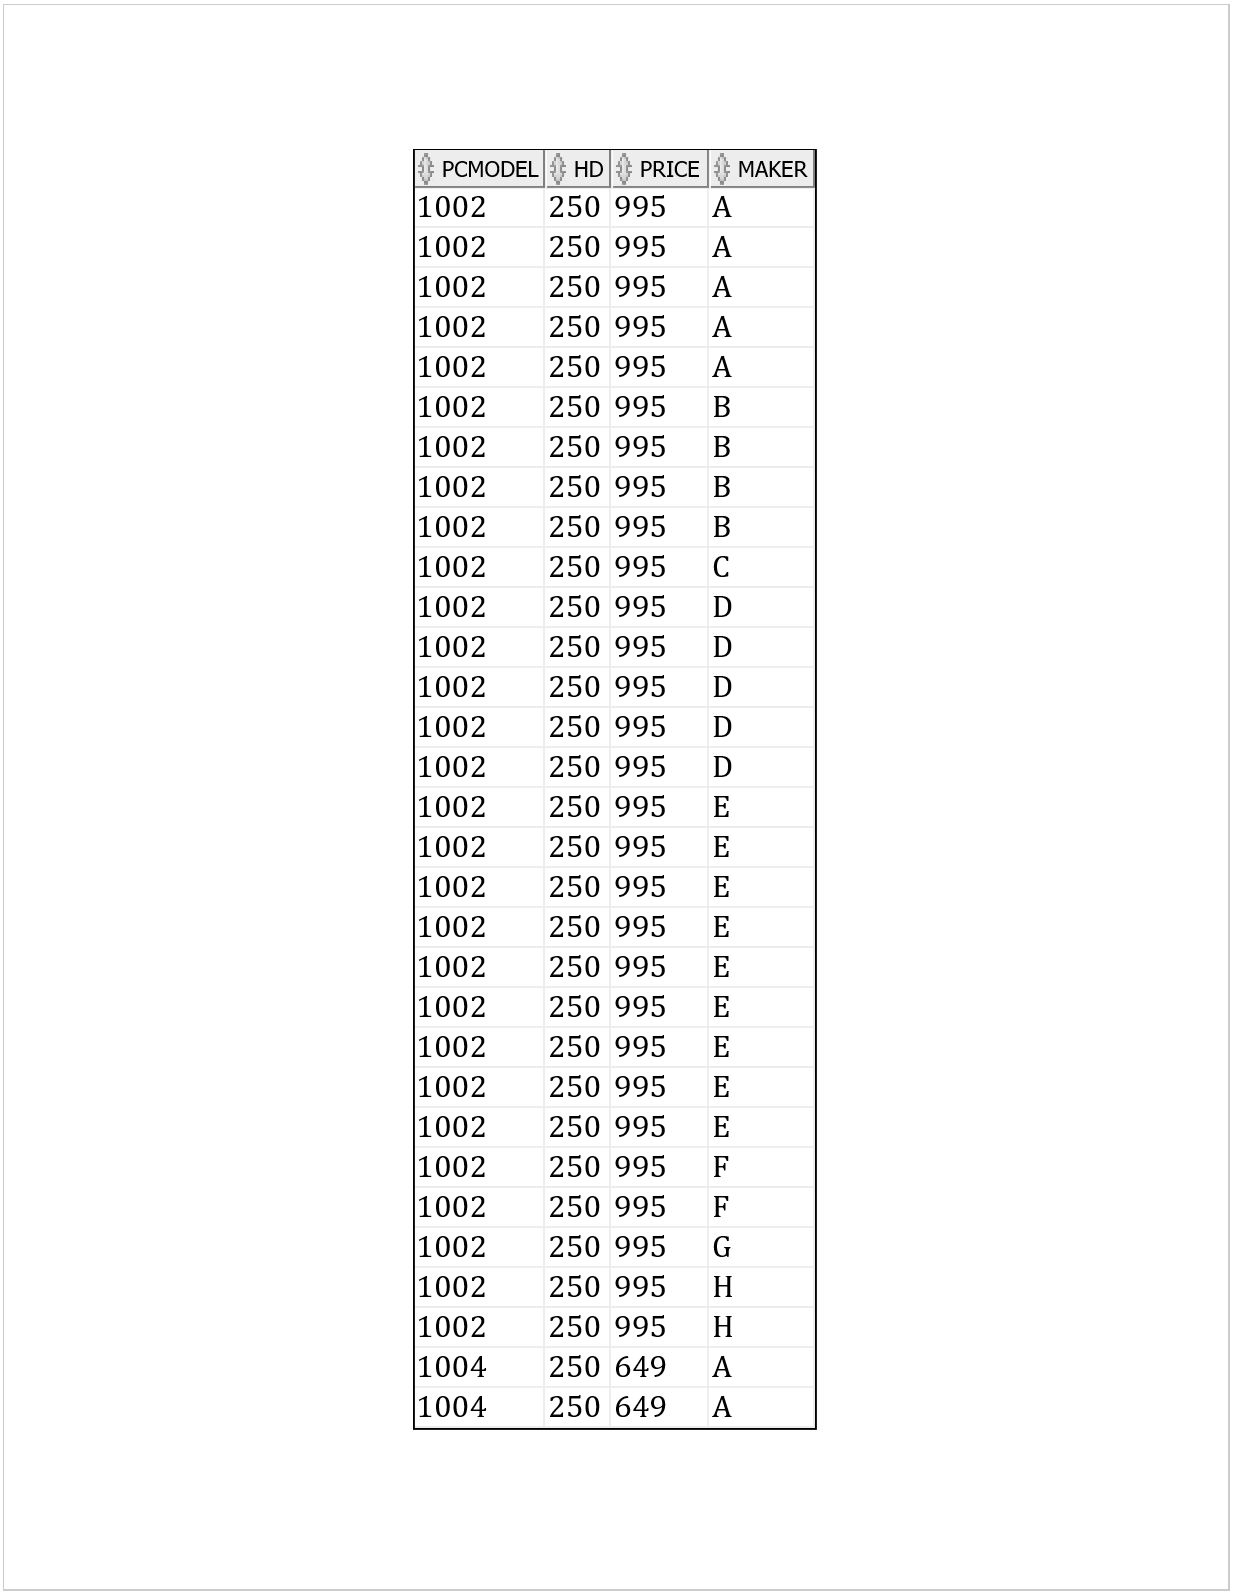 PCMODEL HD PRICE MAKER
1002 250 995 A
1002 250 995 A
1002 250 995 A
1002 250 995 A
1002 250 995 A
1002 250 995 B
1002 250 995 B
1002 250 995 B
1002 250 995 B
1002 250 995 C
1002 250 995 D
1002 250 995 D
1002 250 995 D
1002 250 995 D
1002 250 995 D
1002 250 995 E
1002 250 995 E
1002 250 995 E
1002 250 995 E
1002 250 995 E
1002 250 995 E
1002 250 995 E
1002 250 995 E
1002 250 995 E
1002 250 995 F
1002 250 995 F
1002 250 995 G
1002 250 995 H
1002 250 995 H
1004 250 649 A
1004 250 649 A